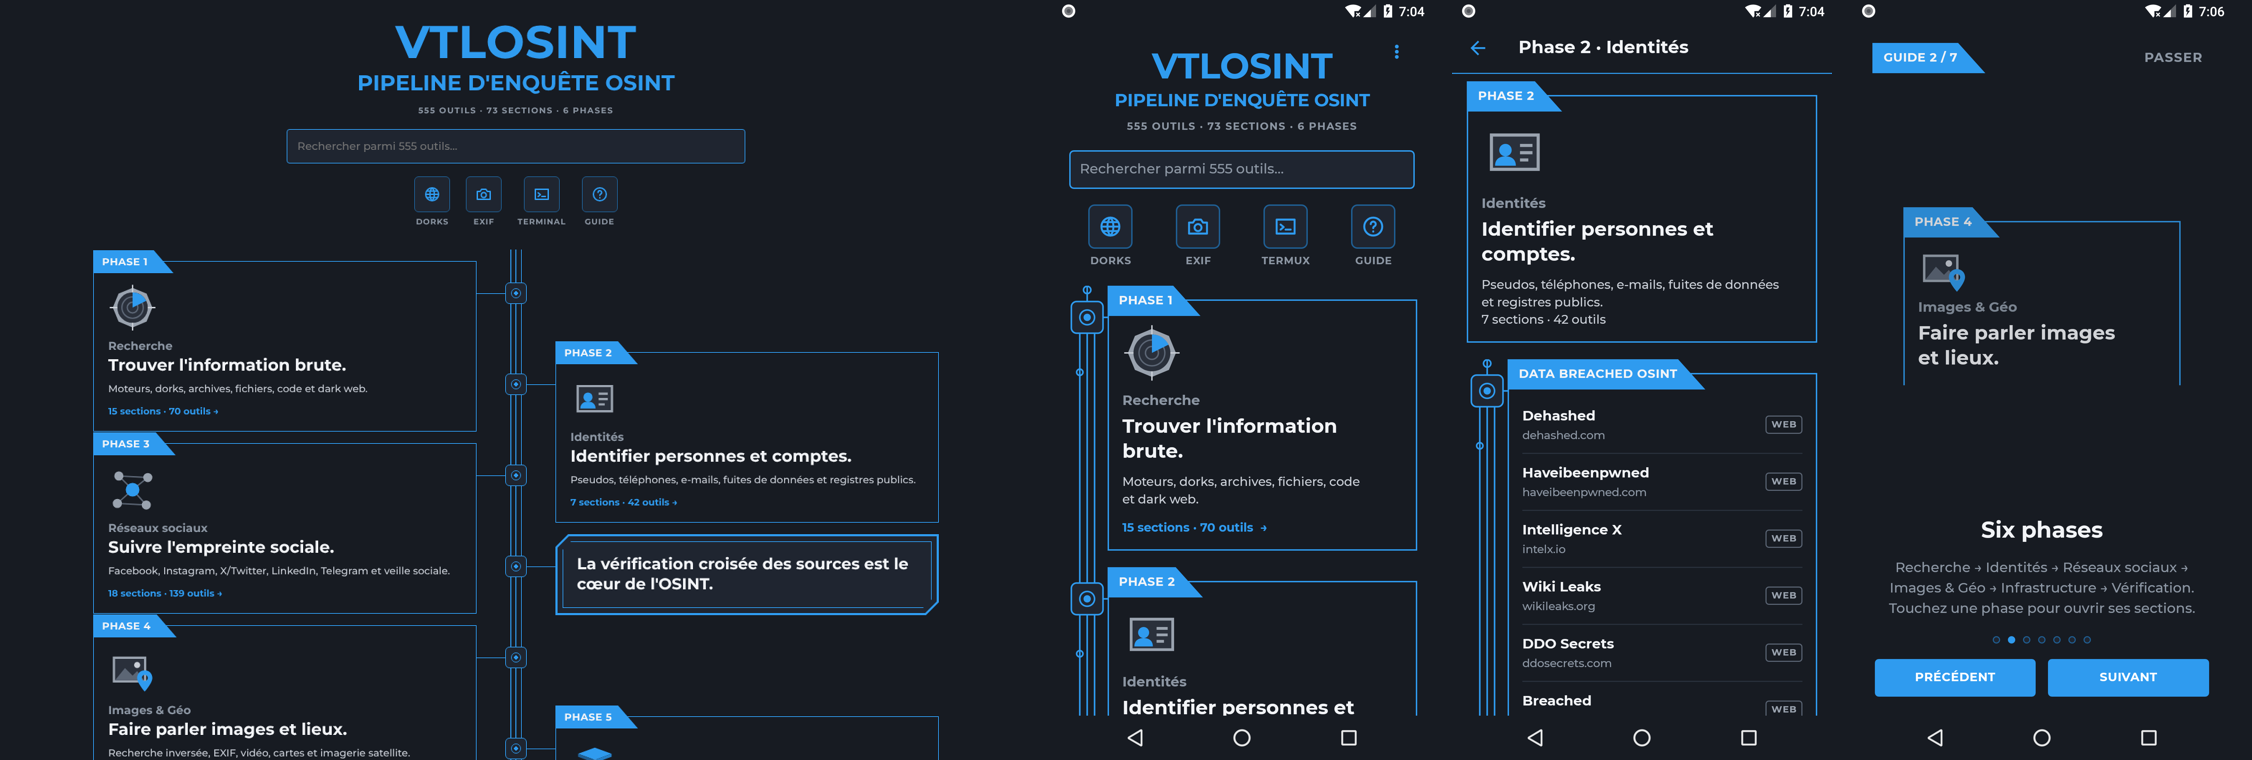 VTLOSINT
PIPELINE D'ENQUÊTE OSINT
555 OUTILS · 73 SECTIONS · 6 PHASES
Rechercher parmi 555 outils...
DORKS
EXIF
TERMINAL
GUIDE
PHASE 1
Recherche
Trouver l'information brute.
Moteurs, dorks, archives, fichiers, code et dark web.
15 sections · 70 outils →
PHASE 2
Identités
Identifier personnes et comptes.
Pseudos, téléphones, e-mails, fuites de données et registres publics.
7 sections · 42 outils →
PHASE 3
Réseaux sociaux
Suivre l'empreinte sociale.
Facebook, Instagram, X/Twitter, LinkedIn, Telegram et veille sociale.
18 sections · 139 outils →
La vérification croisée des sources est le
cœur de l'OSINT.
PHASE 4
Images & Géo
Faire parler images et lieux.
Recherche inversée, EXIF, vidéo, cartes et imagerie satellite.
PHASE 5
7:04
VTLOSINT
PIPELINE D'ENQUÊTE OSINT
555 OUTILS · 73 SECTIONS · 6 PHASES
Rechercher parmi 555 outils...
DORKS
EXIF
TERMUX
GUIDE
PHASE 1
Recherche
Trouver l'information
brute.
Moteurs, dorks, archives, fichiers, code
et dark web.
15 sections · 70 outils →
PHASE 2
Identités
Identifier personnes et
7:04
Phase 2 · Identités
PHASE 2
Identités
Identifier personnes et
comptes.
Pseudos, téléphones, e-mails, fuites de données
et registres publics.
7 sections · 42 outils
DATA BREACHED OSINT
Dehashed
dehashed.com
WEB
Haveibeenpwned
haveibeenpwned.com
WEB
Intelligence X
intelx.io
WEB
Wiki Leaks
wikileaks.org
WEB
DDO Secrets
ddosecrets.com
WEB
Breached
WEB
7:06
GUIDE 2 / 7
PASSER
PHASE 4
Images & Géo
Faire parler images
et lieux.
Six phases
Recherche → Identités → Réseaux sociaux →
Images & Géo → Infrastructure → Vérification.
Touchez une phase pour ouvrir ses sections.
PRÉCÉDENT
SUIVANT